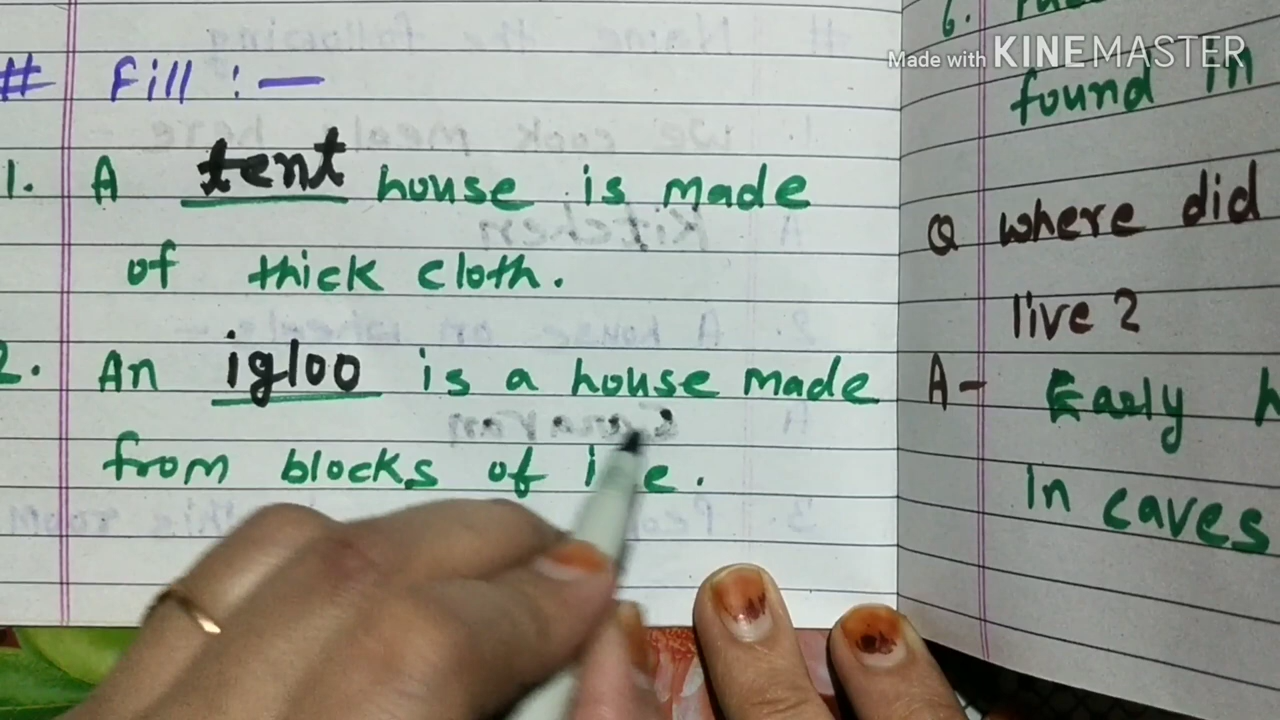 # Fill :—
1. A tent house is made
of thick cloth.
2. An igloo is a house made
from blocks of
Made with KINEMASTER
6.
found in
Q where did
live ?
A- Early
in caves